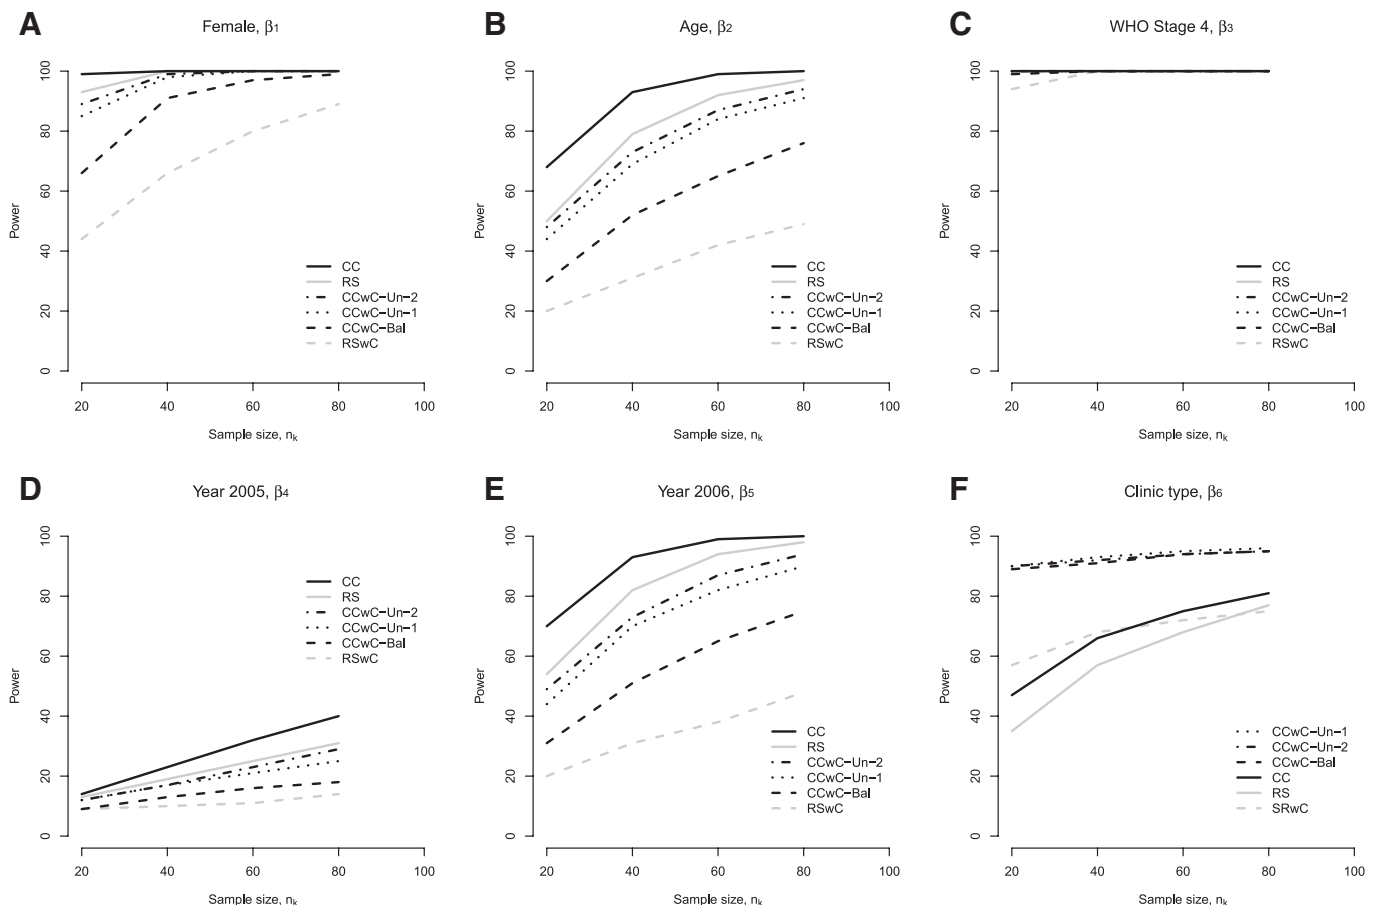 A
Female, β1
Power
0
20
40
60
80
100
CC
RS
CCwC−Un−2
CCwC−Un−1
CCwC−Bal
RSwC
20 40 60 80 100
Sample size, nk
B
Age, β2
Power
0
20
40
60
80
100
CC
RS
CCwC−Un−2
CCwC−Un−1
CCwC−Bal
RSwC
20 40 60 80 100
Sample size, nk
C
WHO Stage 4, β3
Power
0
20
40
60
80
100
CC
RS
CCwC−Un−2
CCwC−Un−1
CCwC−Bal
RSwC
20 40 60 80 100
Sample size, nk
D
Year 2005, β4
Power
0
20
40
60
80
100
CC
RS
CCwC−Un−2
CCwC−Un−1
CCwC−Bal
RSwC
20 40 60 80 100
Sample size, nk
E
Year 2006, β5
Power
0
20
40
60
80
100
CC
RS
CCwC−Un−2
CCwC−Un−1
CCwC−Bal
RSwC
20 40 60 80 100
Sample size, nk
F
Clinic type, β6
Power
0
20
40
60
80
100
CCwC−Un−1
CCwC−Un−2
CCwC−Bal
CC
RS
SRwC
20 40 60 80 100
Sample size, nk